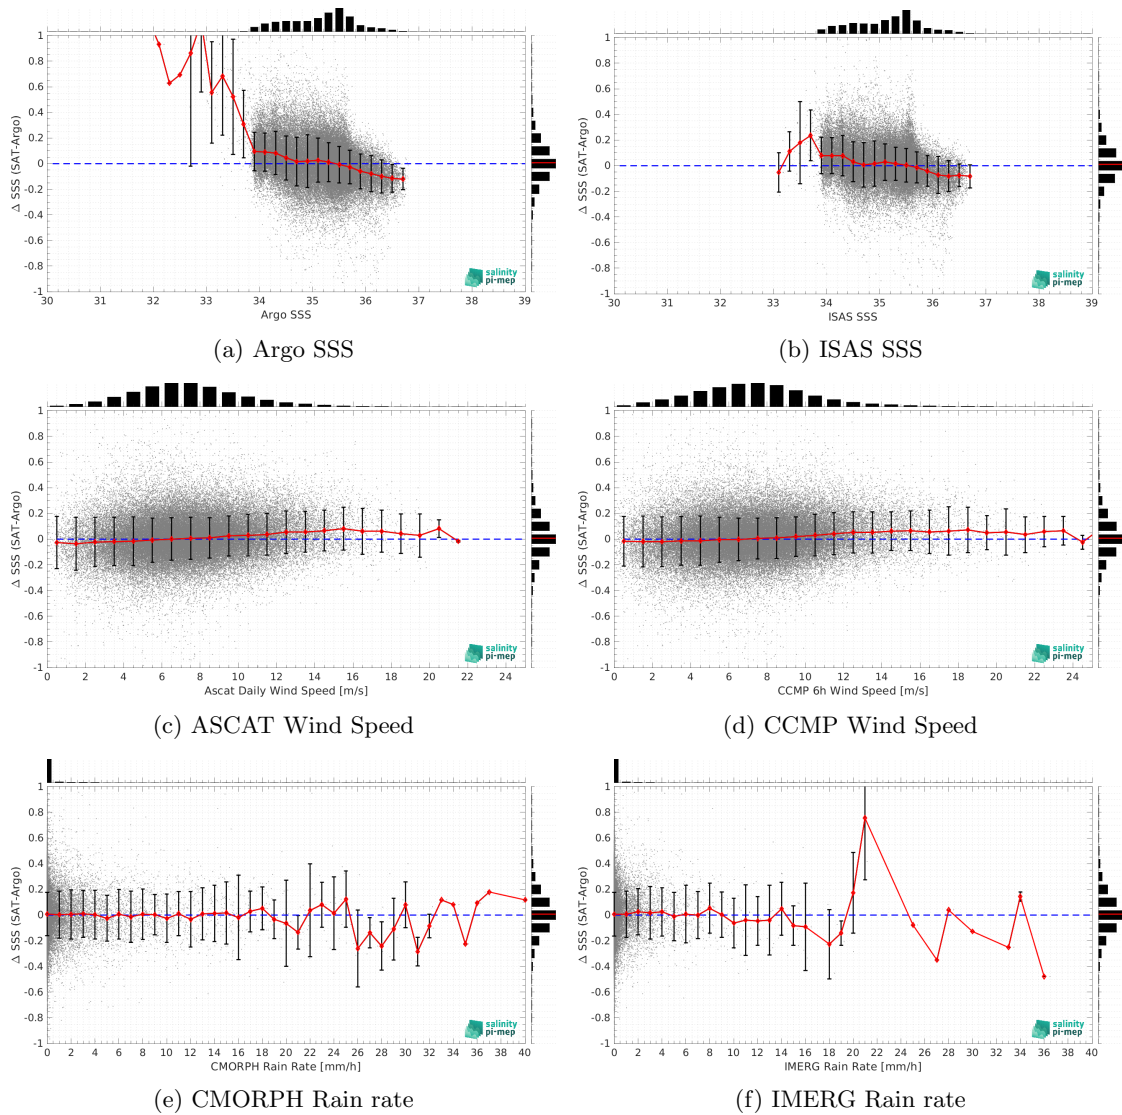 1
0.8
0.6
0.4
0.2
0
-0.2
-0.4
-0.6
-0.8
-1
Δ SSS (SAT-Argo)
30 31 32 33 34 35 36 37 38 39
Argo SSS
salinity
pi-mep
(a) Argo SSS
1
0.8
0.6
0.4
0.2
0
-0.2
-0.4
-0.6
-0.8
-1
Δ SSS (SAT-Argo)
30 31 32 33 34 35 36 37 38 39
ISAS SSS
salinity
pi-mep
(b) ISAS SSS
1
0.8
0.6
0.4
0.2
0
-0.2
-0.4
-0.6
-0.8
-1
Δ SSS (SAT-Argo)
0 2 4 6 8 10 12 14 16 18 20 22 24
Ascat Daily Wind Speed [m/s]
salinity
pi-mep
(c) ASCAT Wind Speed
1
0.8
0.6
0.4
0.2
0
-0.2
-0.4
-0.6
-0.8
-1
Δ SSS (SAT-Argo)
0 2 4 6 8 10 12 14 16 18 20 22 24
CCMP 6h Wind Speed [m/s]
salinity
pi-mep
(d) CCMP Wind Speed
1
0.8
0.6
0.4
0.2
0
-0.2
-0.4
-0.6
-0.8
-1
Δ SSS (SAT-Argo)
0 2 4 6 8 10 12 14 16 18 20 22 24 26 28 30 32 34 36 38 40
CMORPH Rain Rate [mm/h]
salinity
pi-mep
(e) CMORPH Rain rate
1
0.8
0.6
0.4
0.2
0
-0.2
-0.4
-0.6
-0.8
-1
Δ SSS (SAT-Argo)
0 2 4 6 8 10 12 14 16 18 20 22 24 26 28 30 32 34 36 38 40
IMERG Rain Rate [mm/h]
salinity
pi-mep
(f) IMERG Rain rate